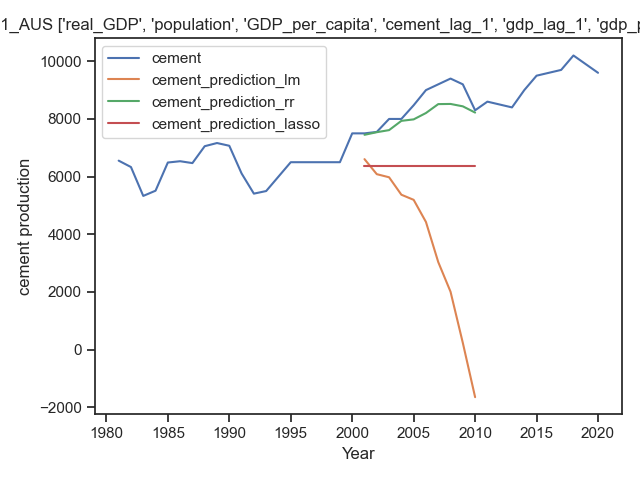 1_AUS ['real_GDP', 'population', 'GDP_per_capita', 'cement_lag_1', 'gdp_lag_1', 'gdp_p
cement
cement_prediction_lm
cement_prediction_rr
cement_prediction_lasso
cement production
10000
8000
6000
4000
2000
0
−2000
1980 1985 1990 1995 2000 2005 2010 2015 2020
Year